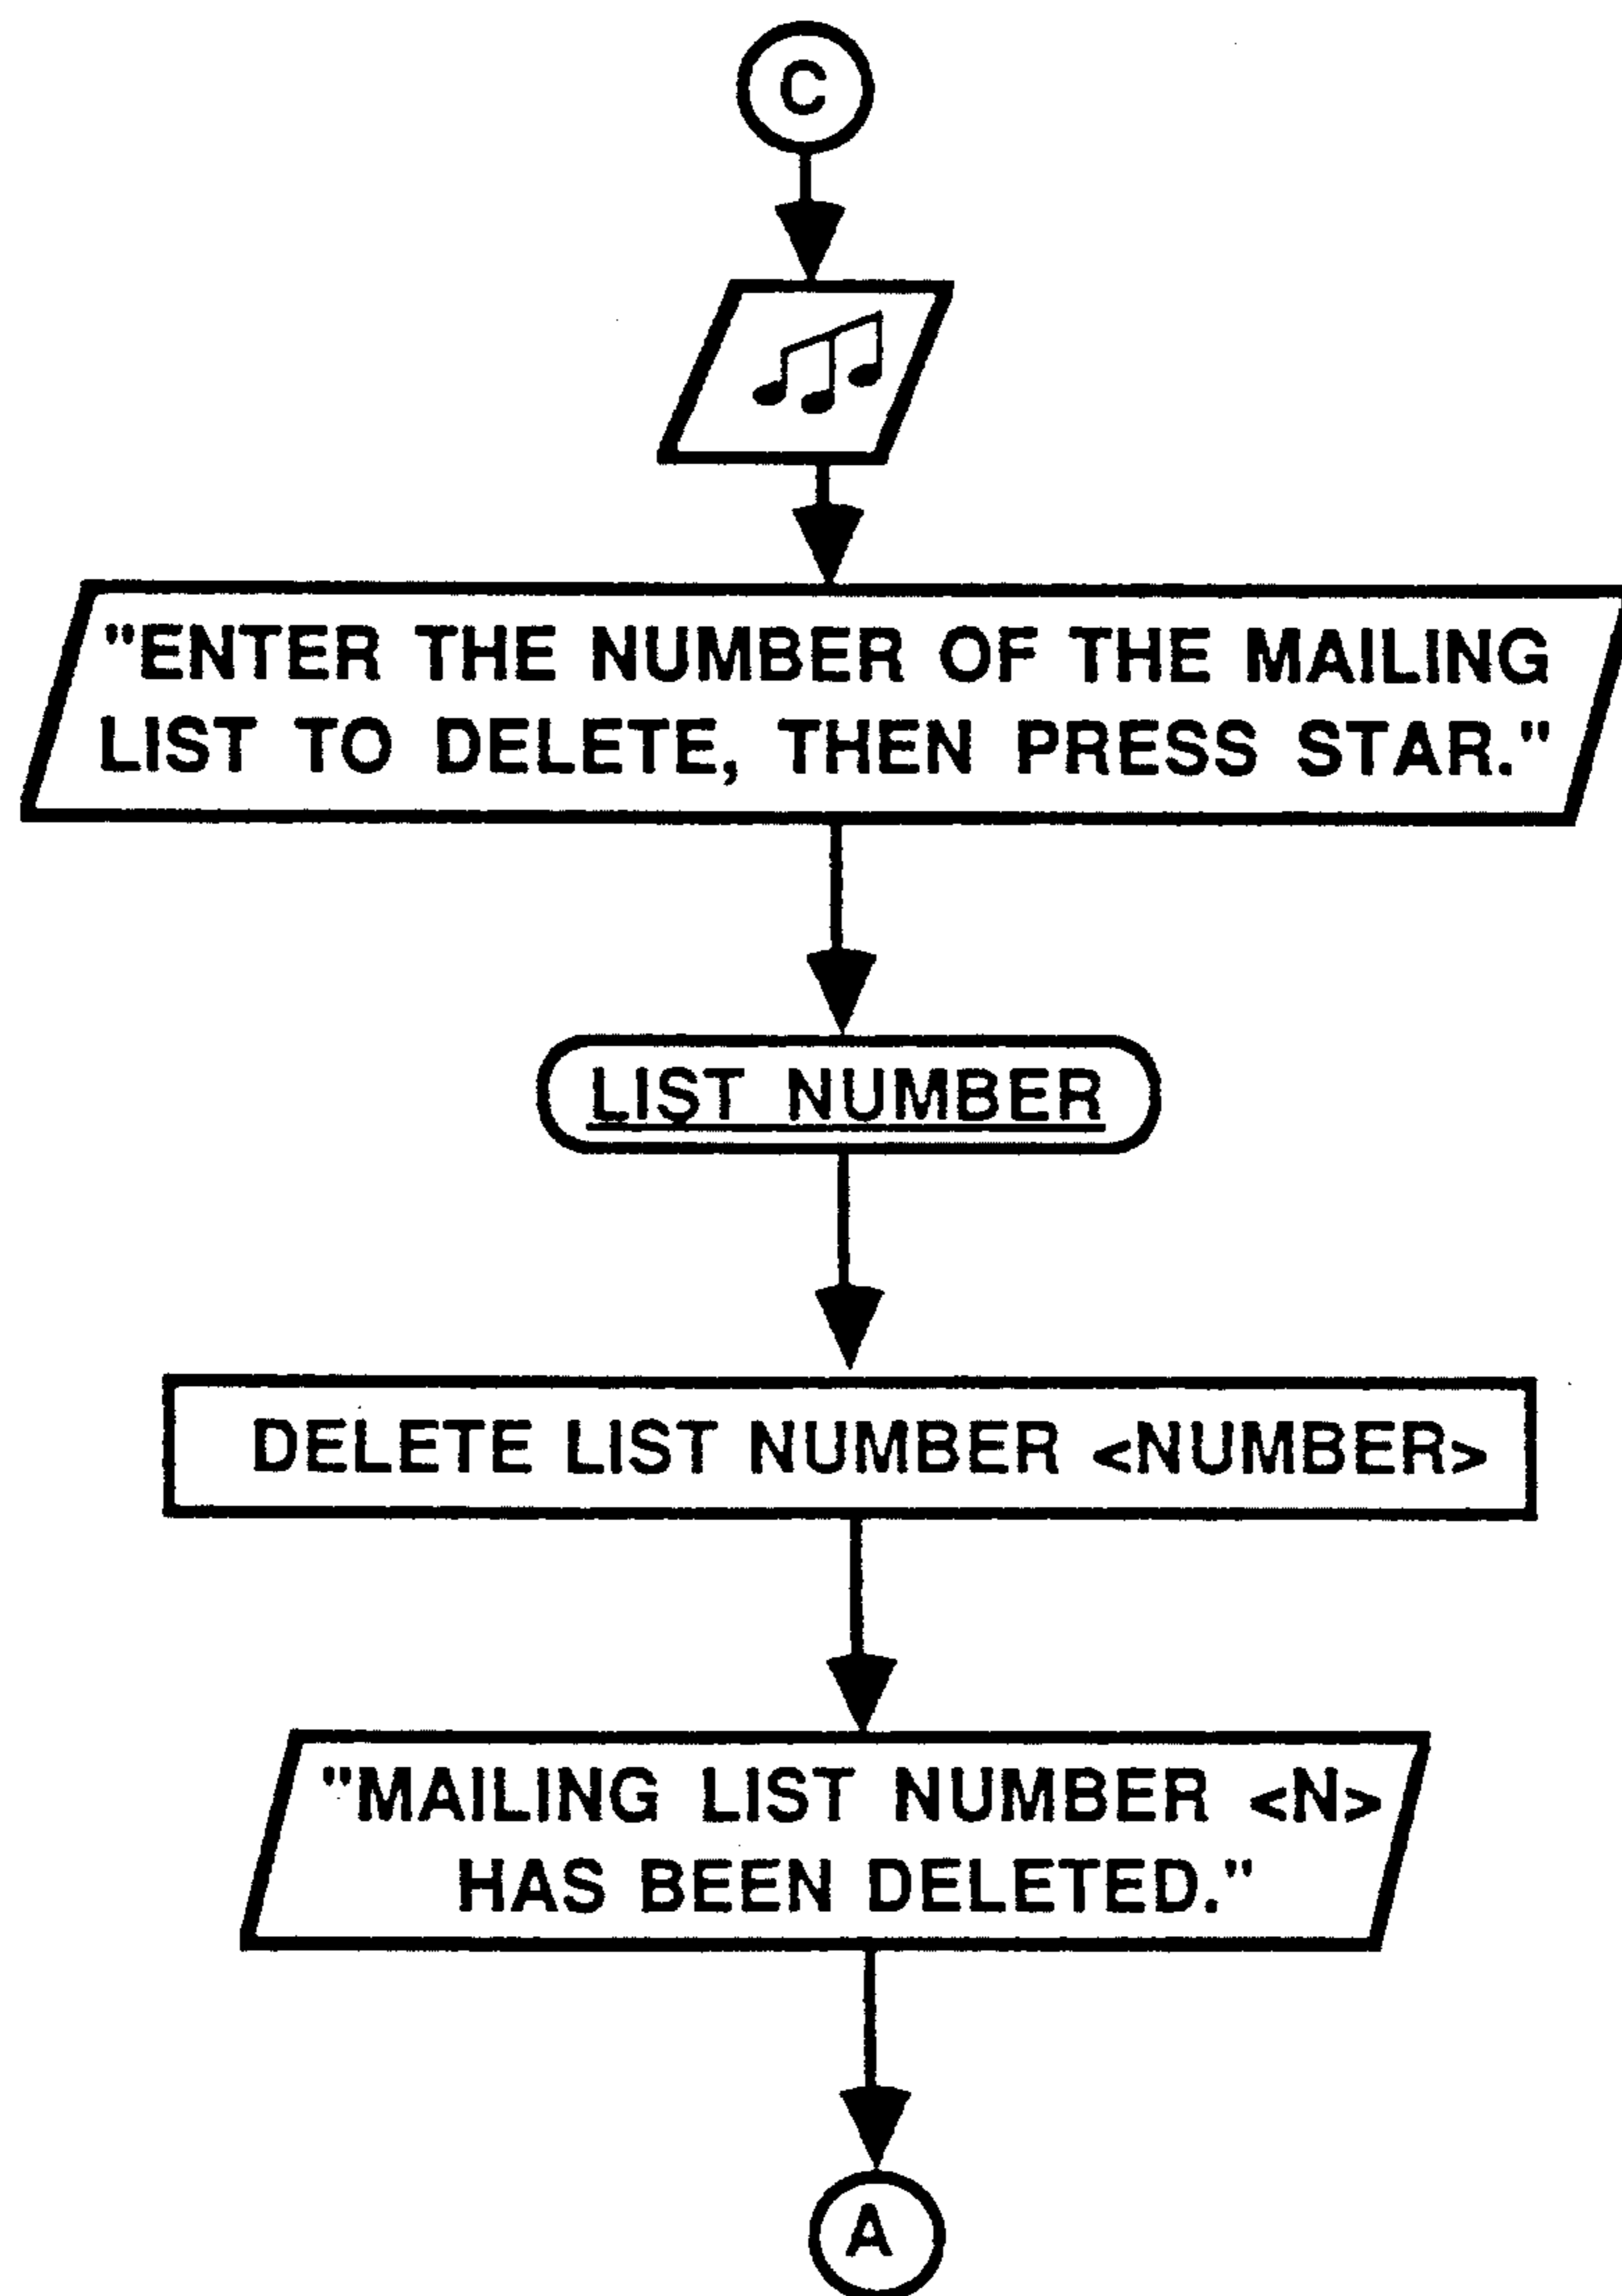 C
"ENTER THE NUMBER OF THE MAILING
LIST TO DELETE, THEN PRESS STAR."
LIST NUMBER
DELETE LIST NUMBER <NUMBER>
"MAILING LIST NUMBER <N>
HAS BEEN DELETED."
A